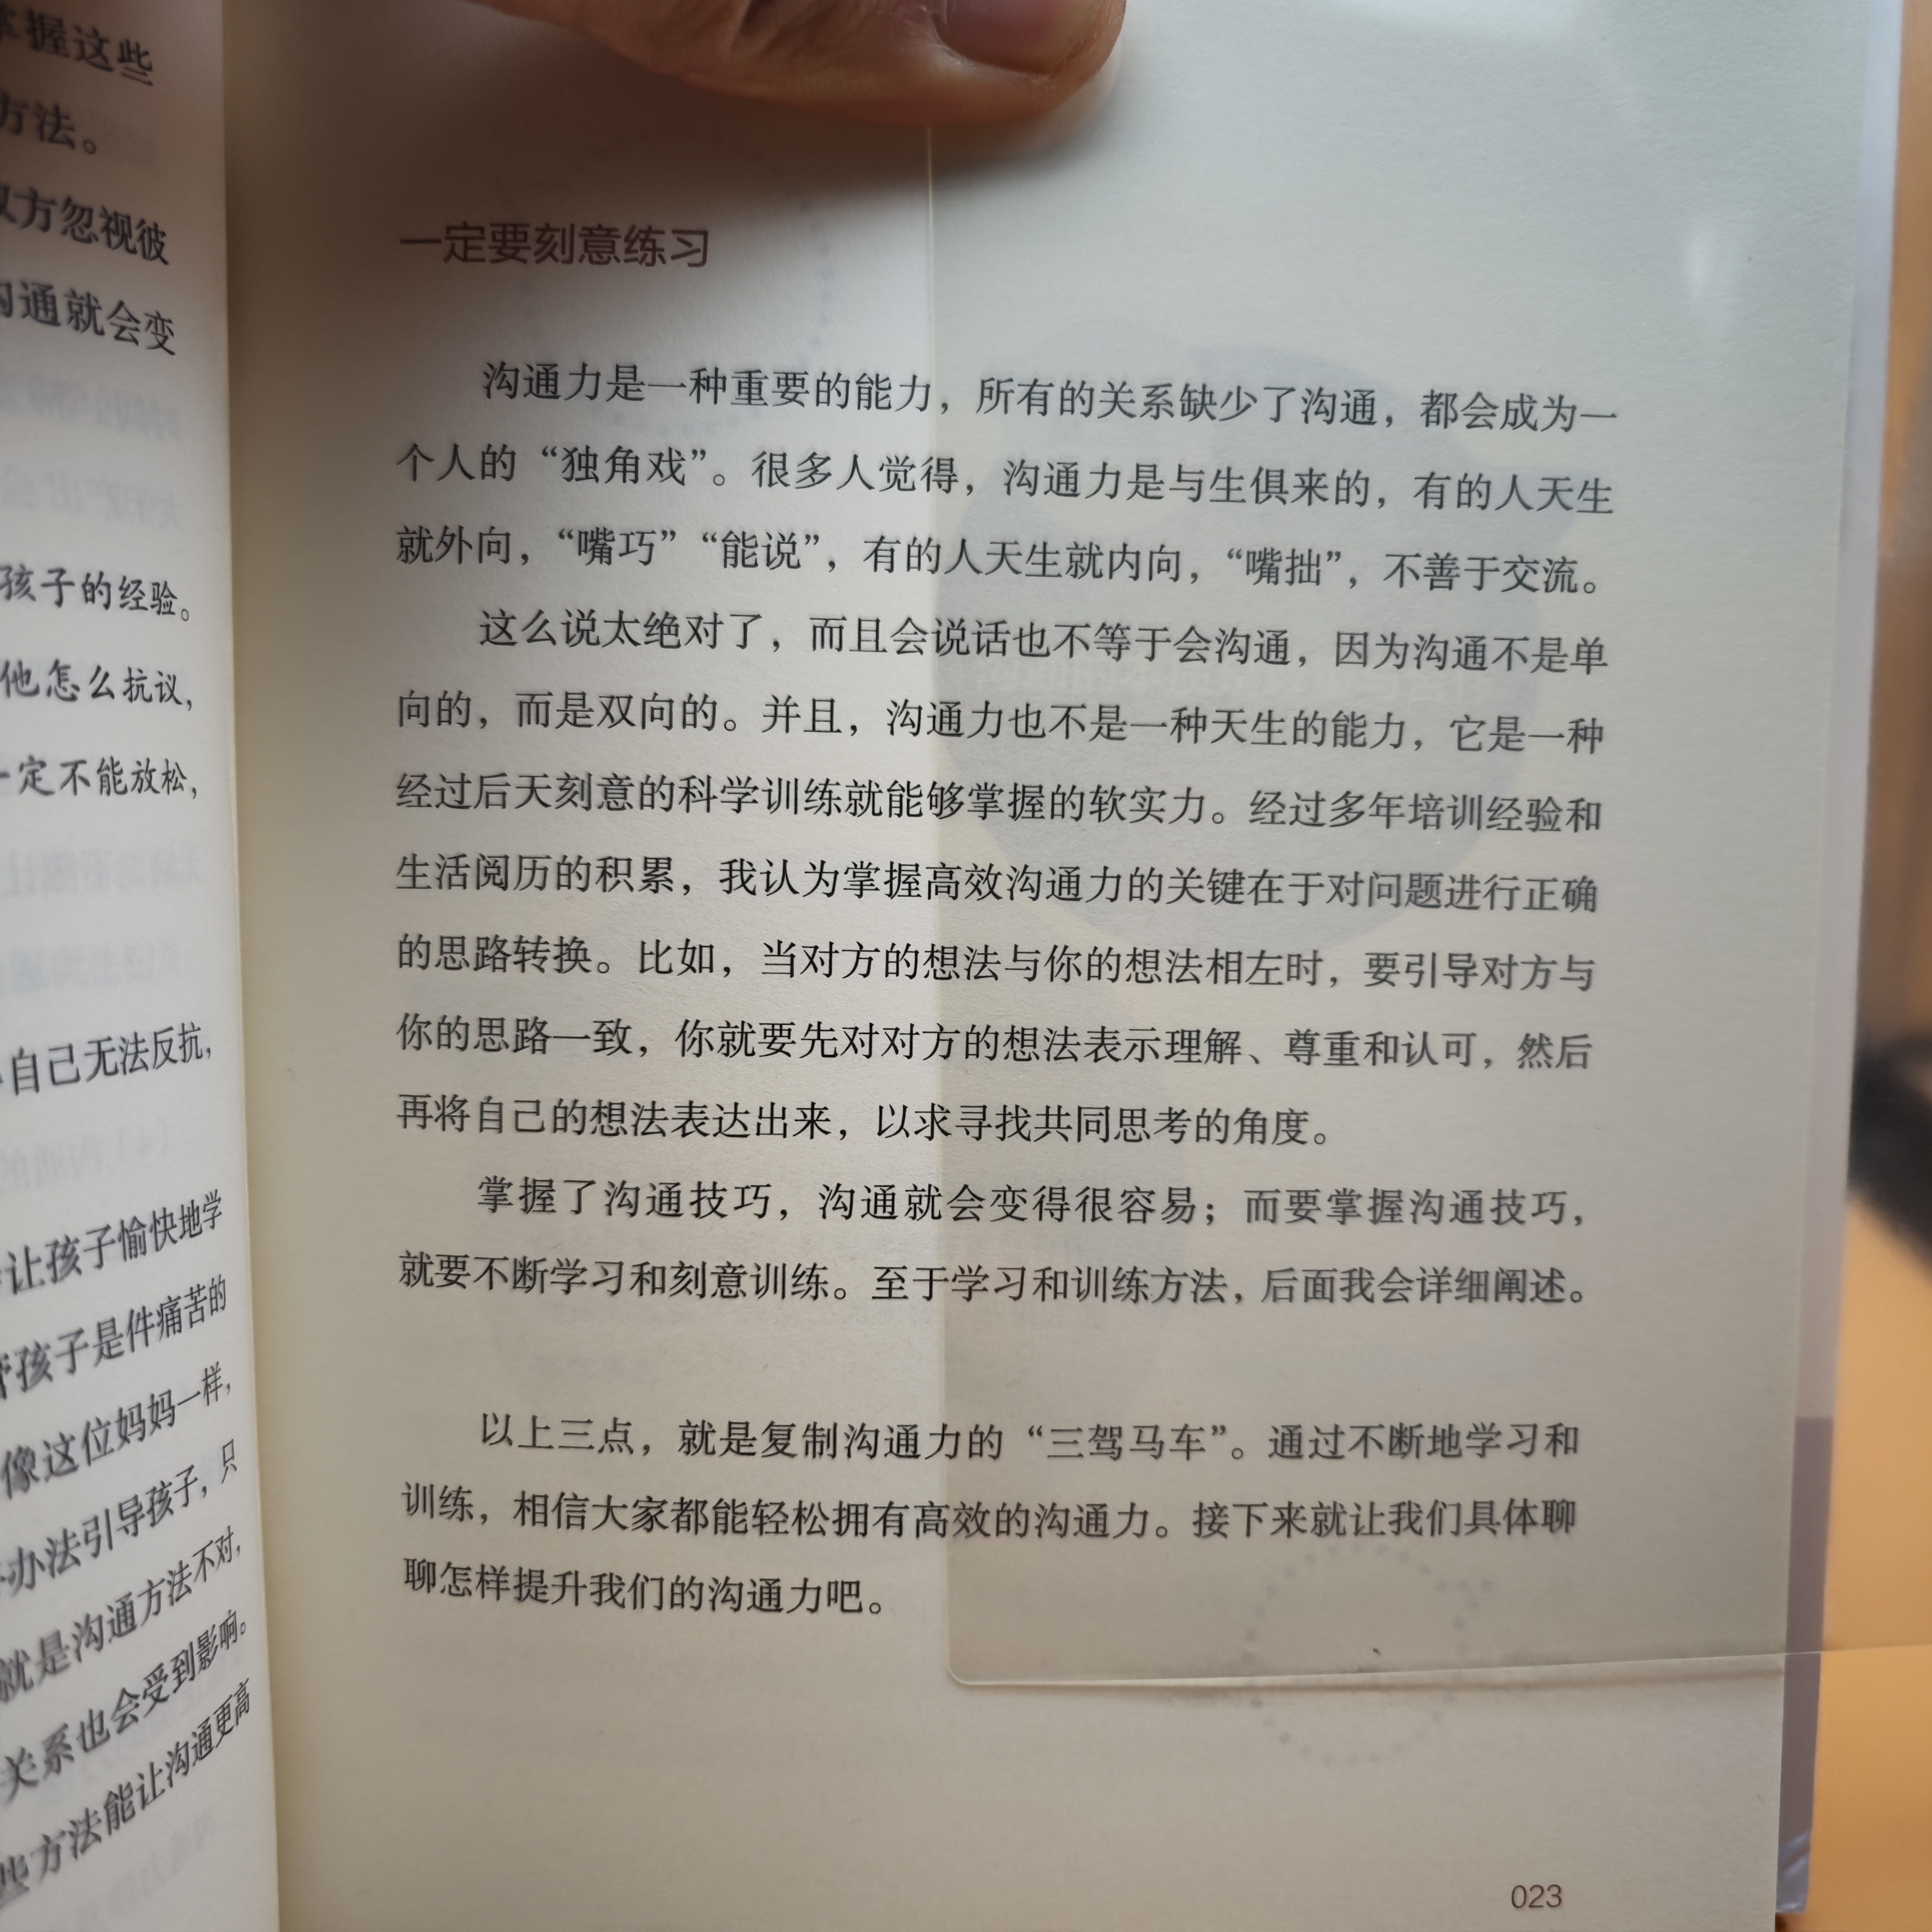 掌握这些
方法。
双方忽视彼
沟通就会变
孩子的经验。
他怎么抗议，
一定不能放松，
自己无法反抗，
让孩子愉快地学
孩子是件痛苦的
像这位妈妈一样，
办法引导孩子，只
就是沟通方法不对，
关系也会受到影响。
些方法能让沟通更高
一定要刻意练习
沟通力是一种重要的能力，所有的关系缺少了沟通，都会成为一
个人的“独角戏”。很多人觉得，沟通力是与生俱来的，有的人天生
就外向，“嘴巧”“能说”，有的人天生就内向，“嘴拙”，不善于交流。
这么说太绝对了，而且会说话也不等于会沟通，因为沟通不是单
向的，而是双向的。并且，沟通力也不是一种天生的能力，它是一种
经过后天刻意的科学训练就能够掌握的软实力。经过多年培训经验和
生活阅历的积累，我认为掌握高效沟通力的关键在于对问题进行正确
的思路转换。比如，当对方的想法与你的想法相左时，要引导对方与
你的思路一致，你就要先对对方的想法表示理解、尊重和认可，然后
再将自己的想法表达出来，以求寻找共同思考的角度。
掌握了沟通技巧，沟通就会变得很容易；而要掌握沟通技巧，
就要不断学习和刻意训练。至于学习和训练方法，后面我会详细阐述。
以上三点，就是复制沟通力的“三驾马车”。通过不断地学习和
训练，相信大家都能轻松拥有高效的沟通力。接下来就让我们具体聊
聊怎样提升我们的沟通力吧。
023